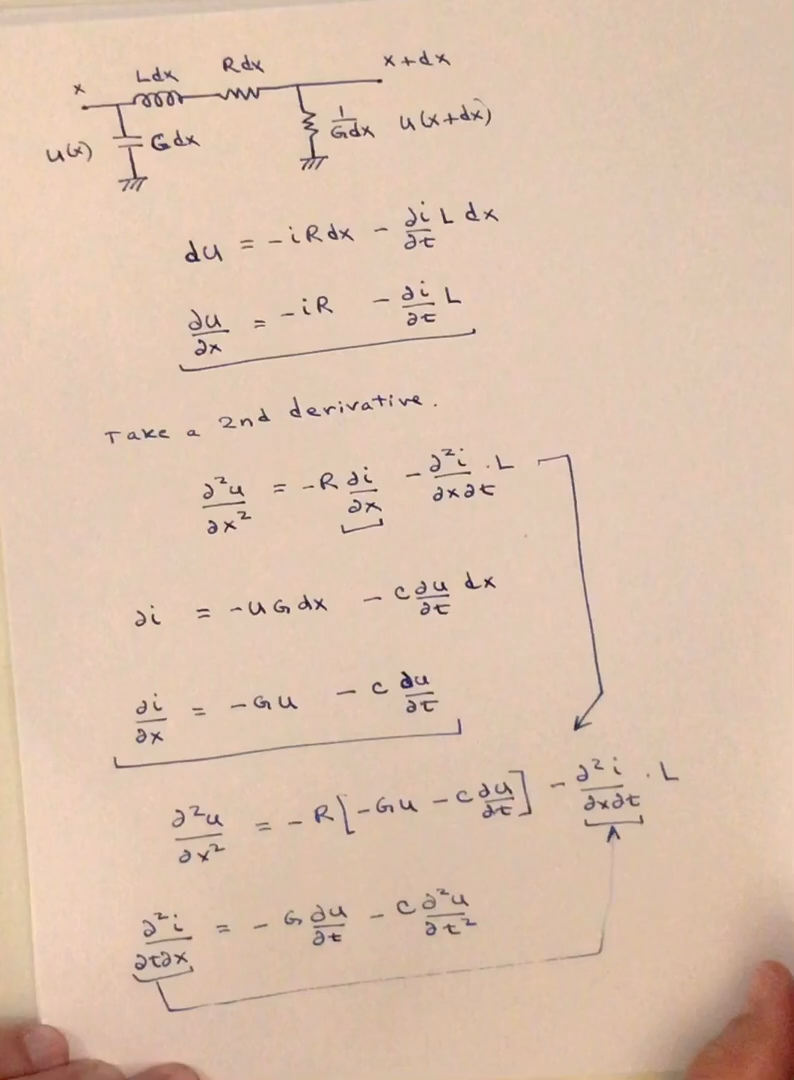 x Ldx Rdx x+dx
u(x) Gdx 1/Gdx u(x+dx)
du = -iRdx - ∂i/∂t L dx
∂u/∂x = -iR - ∂i/∂t L
Take a 2nd derivative.
∂²u/∂x² = -R ∂i/∂x - ∂²i/∂x∂t . L
∂i = -uGdx - C ∂u/∂t dx
∂i/∂x = -Gu - C ∂u/∂t
∂²u/∂x² = -R[-Gu - C ∂u/∂t] - ∂²i/∂x∂t . L
∂²i/∂t∂x = - G ∂u/∂t - C ∂²u/∂t²